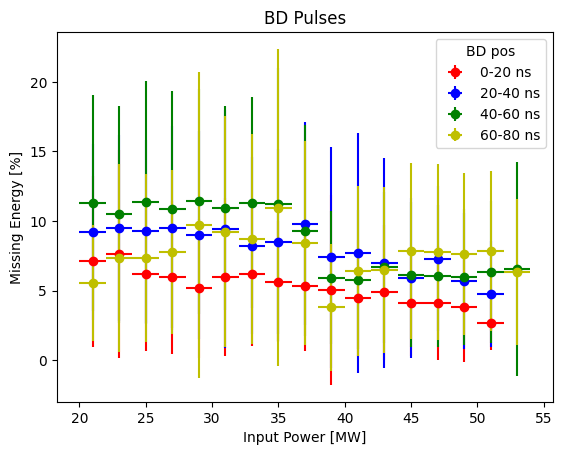 BD Pulses
BD pos
0-20 ns
20-40 ns
40-60 ns
60-80 ns
Missing Energy [%]
20
15
10
5
0
20 25 30 35 40 45 50 55
Input Power [MW]